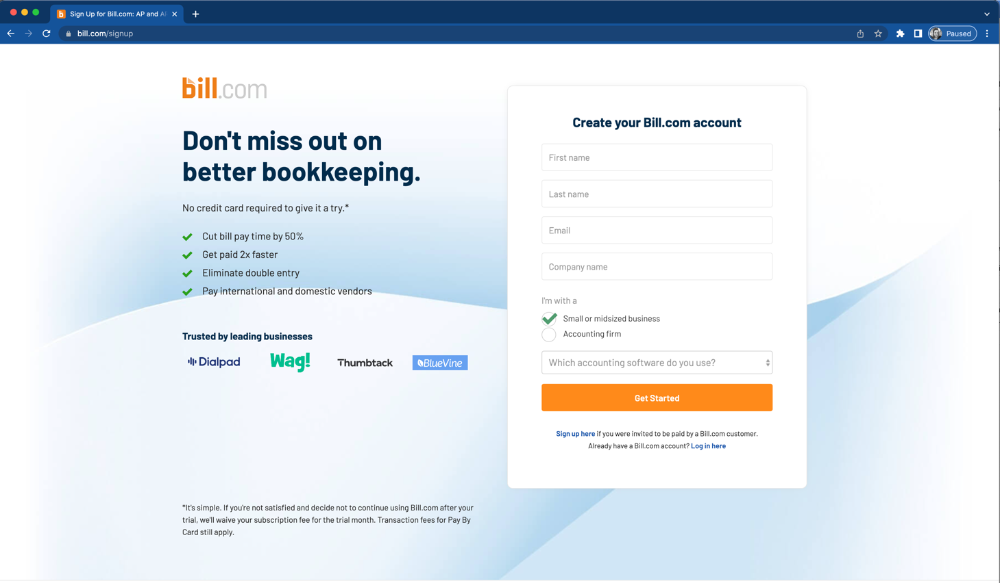 Sign Up for Bill.com: AP and A
bill.com/signup
Paused
bill.com
Don't miss out on
better bookkeeping.
No credit card required to give it a try.*
Cut bill pay time by 50%
Get paid 2x faster
Eliminate double entry
Pay international and domestic vendors
Trusted by leading businesses
Dialpad Wag! Thumbtack BlueVine
*It's simple. If you're not satisfied and decide not to continue using Bill.com after your
trial, we'll waive your subscription fee for the trial month. Transaction fees for Pay By
Card still apply.
Create your Bill.com account
First name
Last name
Email
Company name
I'm with a
Small or midsized business
Accounting firm
Which accounting software do you use?
Get Started
Sign up here if you were invited to be paid by a Bill.com customer.
Already have a Bill.com account? Log in here